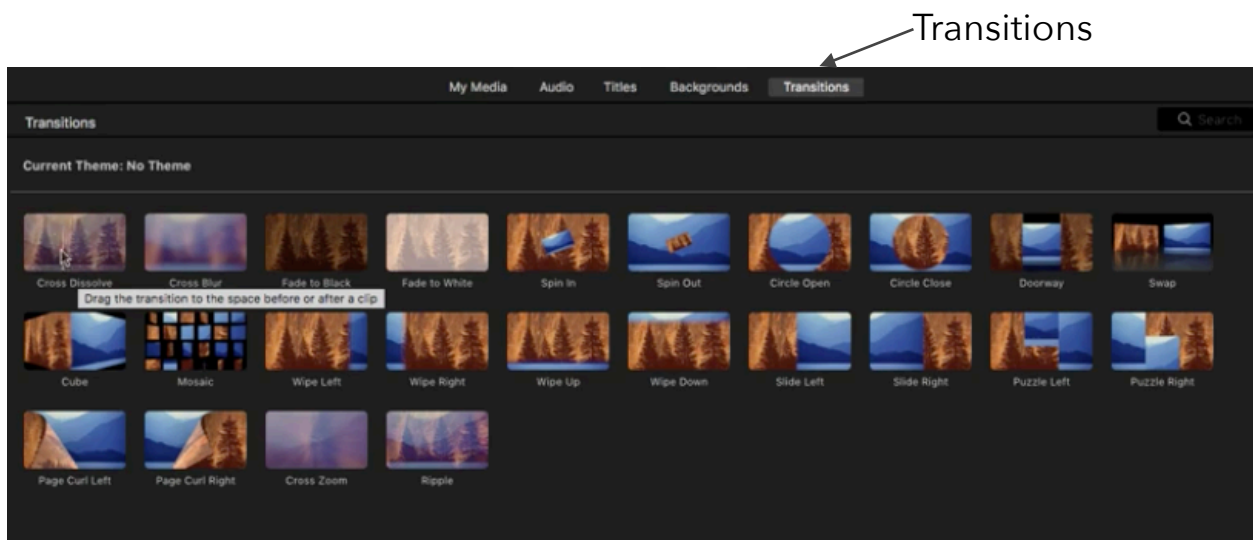 Transitions
My Media Audio Titles Backgrounds Transitions
Transitions Search
Current Theme: No Theme
Cross Dissolve Cross Blur Fade to Black Fade to White Spin In Spin Out Circle Open Circle Close Doorway Swap
Drag the transition to the space before or after a clip
Cube Mosaic Wipe Left Wipe Right Wipe Up Wipe Down Slide Left Slide Right Puzzle Left Puzzle Right
Page Curl Left Page Curl Right Cross Zoom Ripple